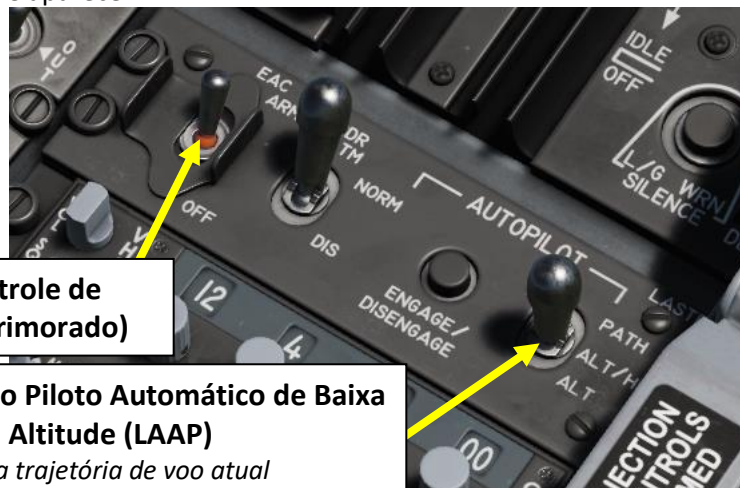 IDLE
OFF
EAC
ARM
OFF
DR
TM
NORM
DIS
AUTOPILOT
L/G WRN
SILENCE
ENGAGE/
DISENGAGE
LAST
PATH
ALT/H
ALT
12
4
00
trole de
rimorado)
o Piloto Automático de Baixa
Altitude (LAAP)
a trajetória de voo atual